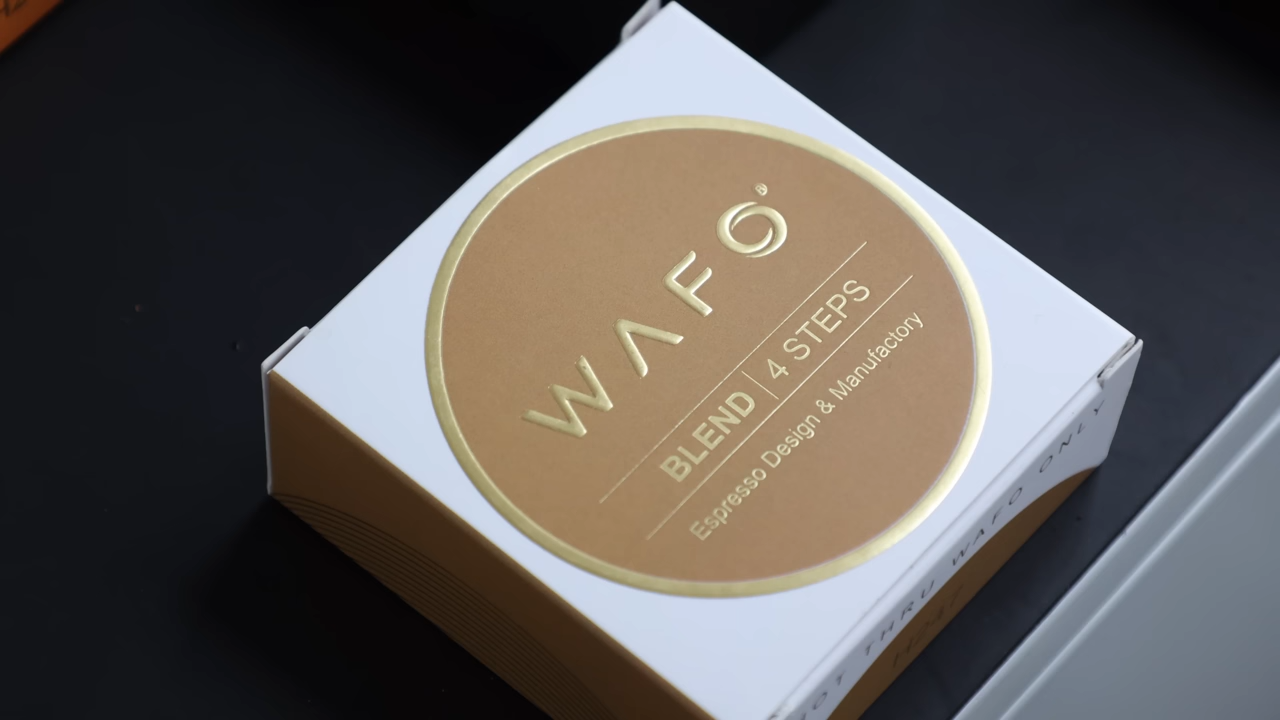 WAFO®
BLEND | 4 STEPS
Espresso Design & Manufactory
THRU WAFO ONLY